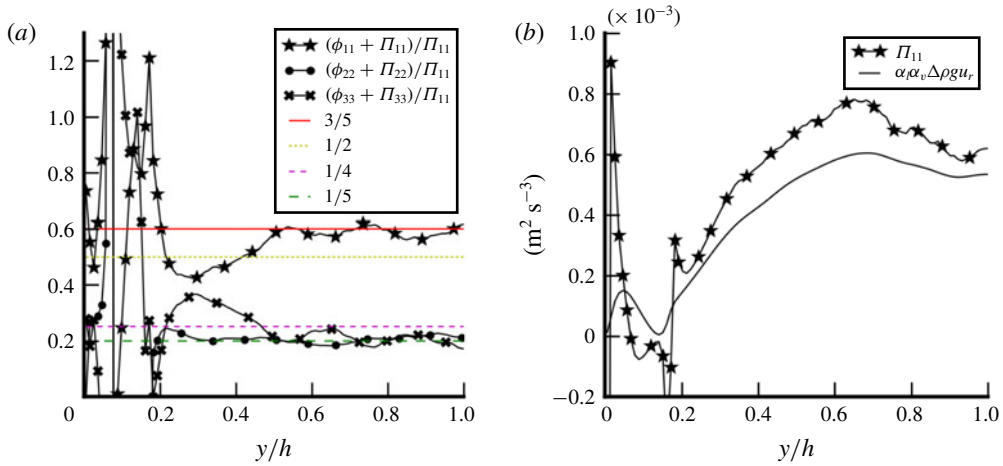 (a)
(ϕ₁₁ + Π₁₁)/Π₁₁
(ϕ₂₂ + Π₂₂)/Π₁₁
(ϕ₃₃ + Π₃₃)/Π₁₁
3/5
1/2
1/4
1/5
1.2
1.0
0.8
0.6
0.4
0.2
0 0.2 0.4 0.6 0.8 1.0
y/h
(b)
(× 10⁻³)
Π₁₁
αₗαᵥΔρguᵣ
(m² s⁻³)
1.0
0.8
0.6
0.4
0.2
0
−0.2
0 0.2 0.4 0.6 0.8 1.0
y/h